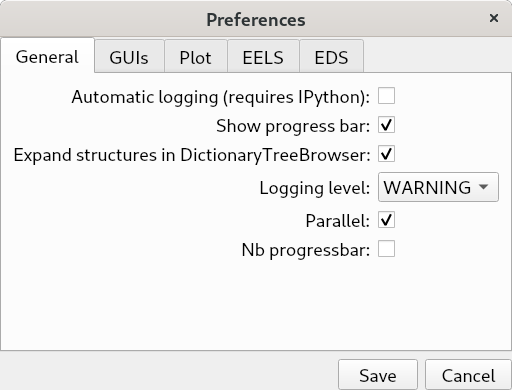 Preferences ×
General GUIs Plot EELS EDS
Automatic logging (requires IPython):
Show progress bar:
Expand structures in DictionaryTreeBrowser:
Logging level: WARNING
Parallel:
Nb progressbar:
Save Cancel